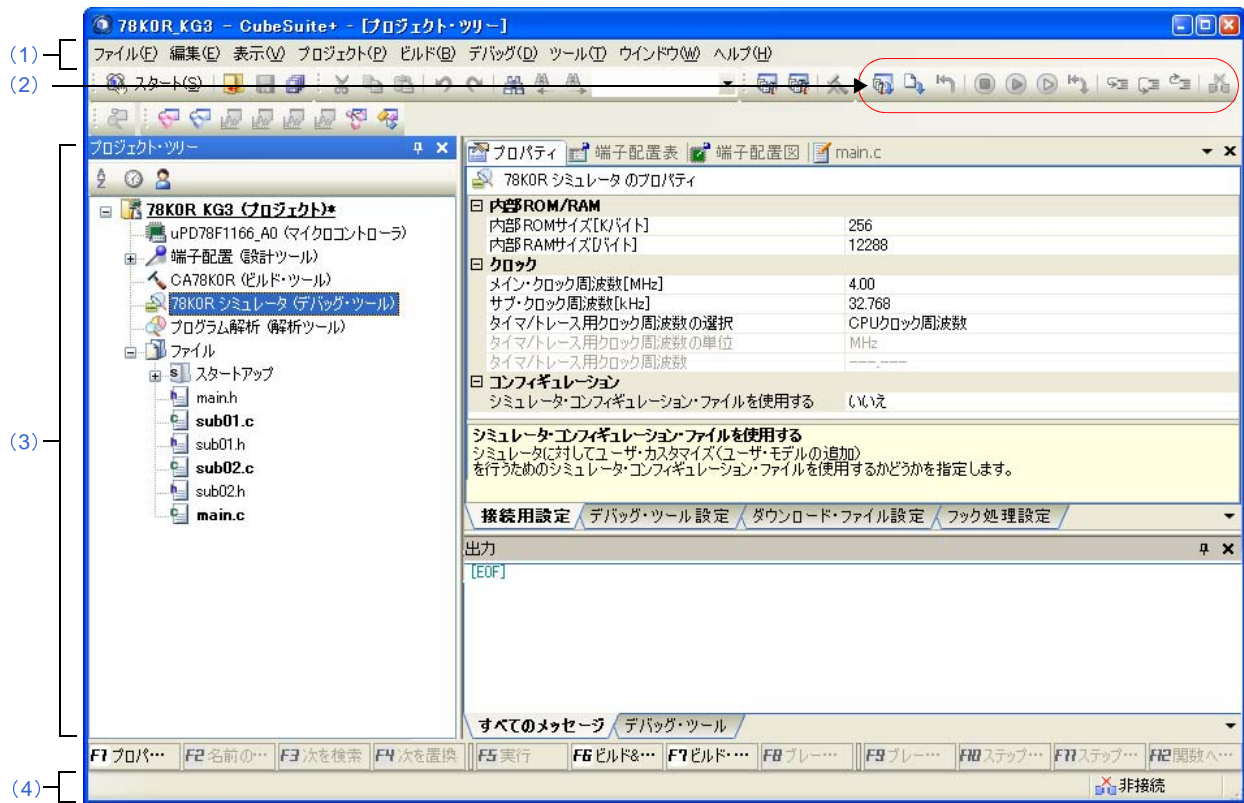 78K0R_KG3 - CubeSuite+ - [プロジェクト・ツリー]
(1)
ファイル(F) 編集(E) 表示(V) プロジェクト(P) ビルド(B) デバッグ(D) ツール(T) ウインドウ(W) ヘルプ(H)
(2)
スタート(S)
プロジェクト・ツリー
78K0R_KG3 (プロジェクト)*
uPD78F1166_A0 (マイクロコントローラ)
端子配置 (設計ツール)
CA78K0R (ビルド・ツール)
78K0R シミュレータ (デバッグ・ツール)
プログラム解析 (解析ツール)
ファイル
スタートアップ
main.h
sub01.c
sub01.h
sub02.c
sub02.h
main.c
(3)
プロパティ 端子配置表 端子配置図 main.c
78K0R シミュレータ のプロパティ
内部ROM/RAM
内部ROMサイズ[Kバイト] 256
内部RAMサイズ[バイト] 12288
クロック
メイン・クロック周波数[MHz] 4.00
サブ・クロック周波数[kHz] 32.768
タイマ/トレース用クロック周波数の選択 CPUクロック周波数
タイマ/トレース用クロック周波数の単位 MHz
タイマ/トレース用クロック周波数 ---.---
コンフィギュレーション
シミュレータ・コンフィギュレーション・ファイルを使用する いいえ
シミュレータ・コンフィギュレーション・ファイルを使用する
シミュレータに対してユーザ・カスタマイズ(ユーザ・モデルの追加)
を行うためのシミュレータ・コンフィギュレーション・ファイルを使用するかどうかを指定します。
接続用設定 デバッグ・ツール設定 ダウンロード・ファイル設定 フック処理設定
出力
[EOF]
すべてのメッセージ デバッグ・ツール
F1 プロパ… F2 名前の… F3 次を検索 F4 次を置換 F5 実行 F6 ビルド&… F7 ビルド・… F8 ブレー… F9 ブレー… F10 ステップ… F11 ステップ… F12 関数へ…
(4)
非接続